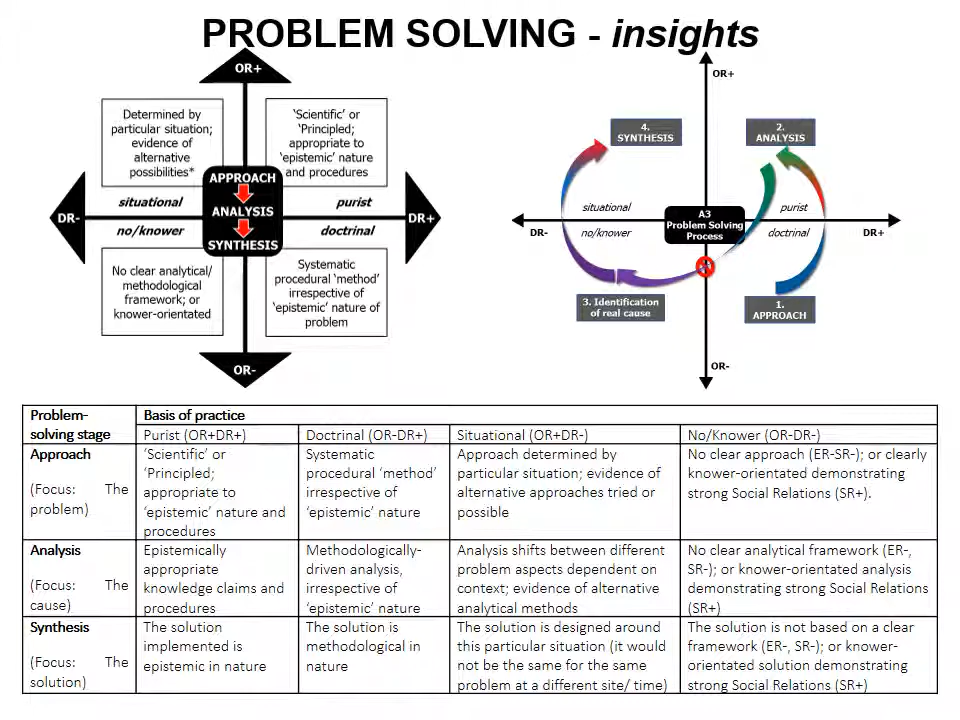 PROBLEM SOLVING - insights
OR+
Determined by
particular situation;
evidence of
alternative
possibilities*
'Scientific' or
'Principled;
appropriate to
'epistemic' nature
and procedures
APPROACH
ANALYSIS
SYNTHESIS
situational
purist
DR-
DR+
no/knower
doctrinal
No clear analytical/
methodological
framework; or
knower-orientated
Systematic
procedural 'method'
irrespective of
'epistemic' nature of
problem
OR-
OR+
4.
SYNTHESIS
2.
ANALYSIS
situational
purist
A3
Problem Solving
Process
DR-
DR+
no/knower
doctrinal
3. Identification
of real cause
1.
APPROACH
OR-
Problem-
solving stage
Basis of practice
Purist (OR+DR+)
Doctrinal (OR-DR+)
Situational (OR+DR-)
No/Knower (OR-DR-)
Approach
(Focus: The
problem)
'Scientific' or
'Principled;
appropriate to
'epistemic' nature and
procedures
Systematic
procedural 'method'
irrespective of
'epistemic' nature
Approach determined by
particular situation; evidence of
alternative approaches tried or
possible
No clear approach (ER-SR-); or clearly
knower-orientated demonstrating
strong Social Relations (SR+).
Analysis
(Focus: The
cause)
Epistemically
appropriate
knowledge claims and
procedures
Methodologically-
driven analysis,
irrespective of
'epistemic' nature
Analysis shifts between different
problem aspects dependent on
context; evidence of alternative
analytical methods
No clear analytical framework (ER-,
SR-); or knower-orientated analysis
demonstrating strong Social Relations
(SR+)
Synthesis
(Focus: The
solution)
The solution
implemented is
epistemic in nature
The solution is
methodological in
nature
The solution is designed around
this particular situation (it would
not be the same for the same
problem at a different site/ time)
The solution is not based on a clear
framework (ER-, SR-); or knower-
orientated solution demonstrating
strong Social Relations (SR+)